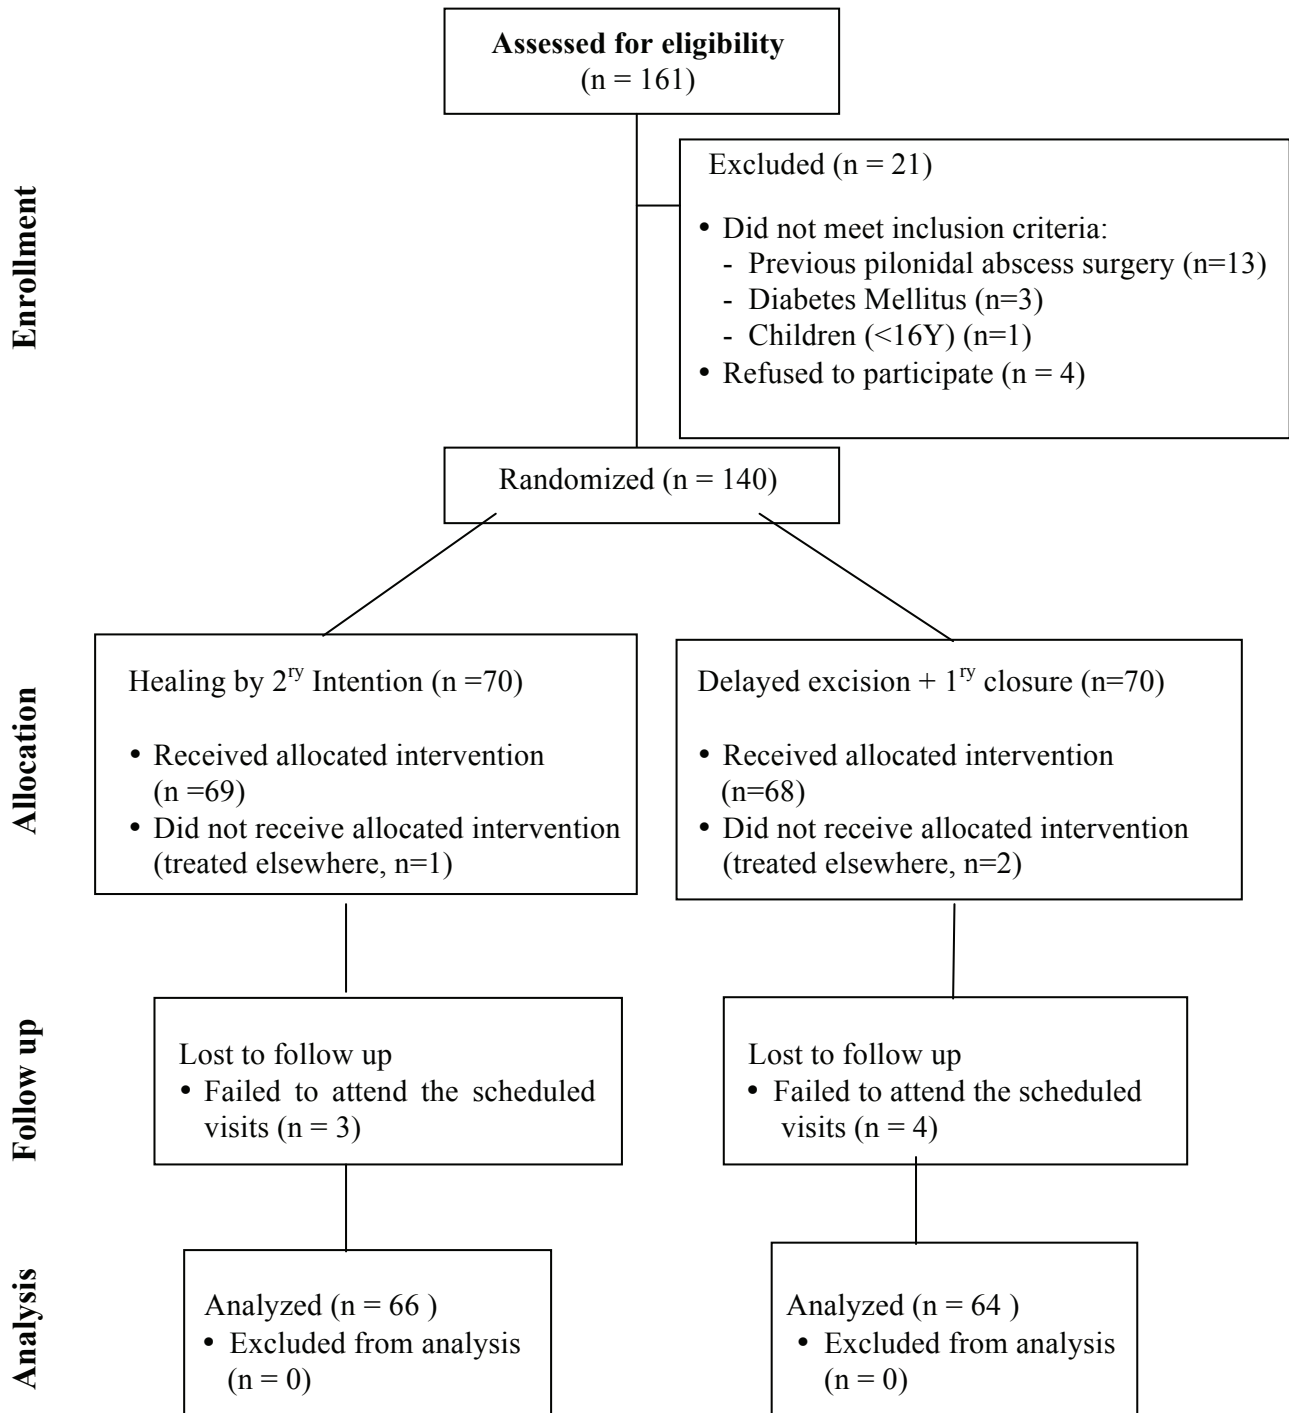 Assessed for eligibility
(n = 161)
Enrollment
Excluded (n = 21)
• Did not meet inclusion criteria:
- Previous pilonidal abscess surgery (n=13)
- Diabetes Mellitus (n=3)
- Children (<16Y) (n=1)
• Refused to participate (n = 4)
Randomized (n = 140)
Allocation
Healing by 2ry Intention (n =70)
• Received allocated intervention
(n =69)
• Did not receive allocated intervention
(treated elsewhere, n=1)
Delayed excision + 1ry closure (n=70)
• Received allocated intervention
(n=68)
• Did not receive allocated intervention
(treated elsewhere, n=2)
Follow up
Lost to follow up
• Failed to attend the scheduled
visits (n = 3)
Lost to follow up
• Failed to attend the scheduled
visits (n = 4)
Analysis
Analyzed (n = 66 )
• Excluded from analysis
(n = 0)
Analyzed (n = 64 )
• Excluded from analysis
(n = 0)